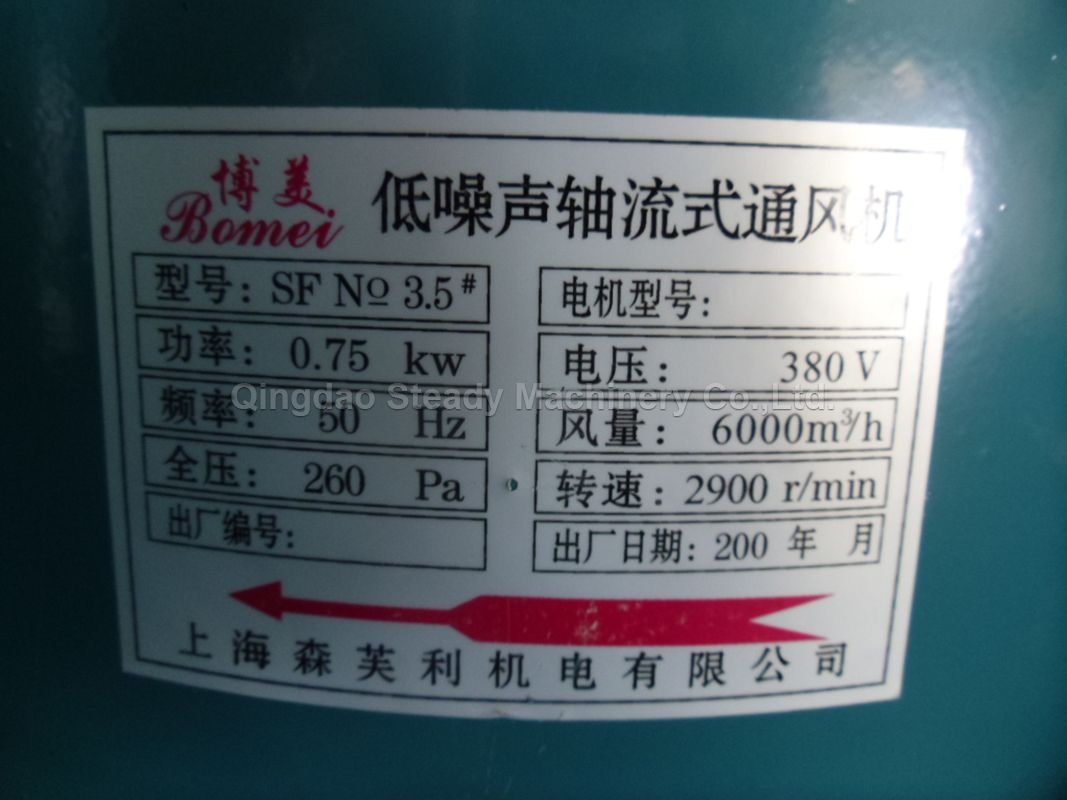 博美
Bomei
低噪声轴流式通风机
型号: SF No 3.5#
电机型号:
功率: 0.75 kw
电压: 380 V
频率: 50 Hz
风量: 6000m³/h
全压: 260 Pa
转速: 2900 r/min
出厂编号:
出厂日期: 200 年 月
上海森芙利机电有限公司
Qingdao Steady Machinery Co.,Ltd.